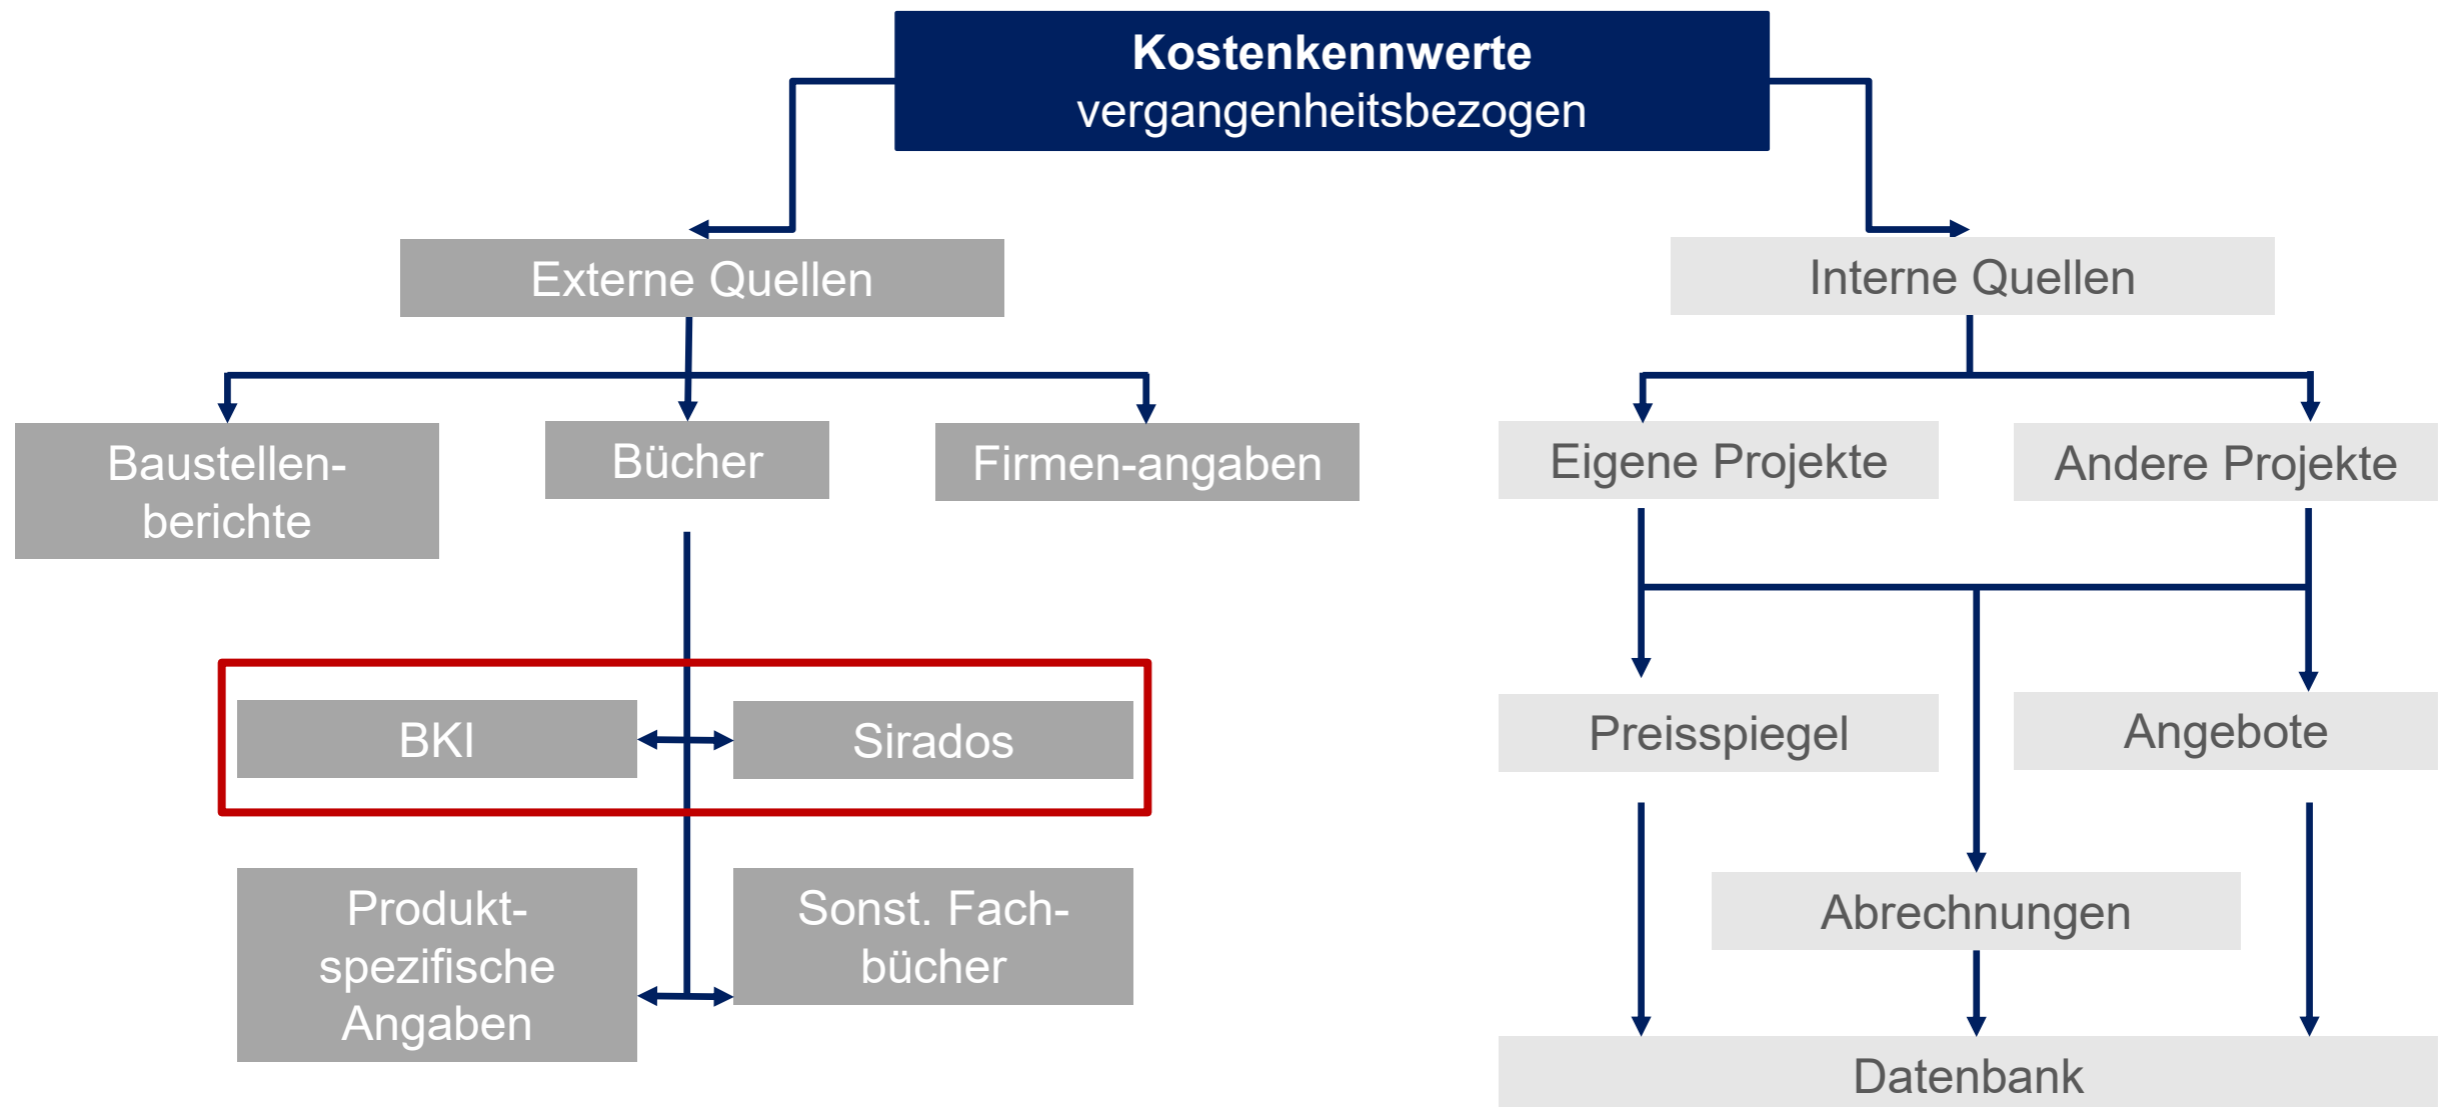 Kostenkennwerte
vergangenheitsbezogen
Externe Quellen
Interne Quellen
Baustellen-
berichte
Bücher
Firmen-angaben
Eigene Projekte
Andere Projekte
BKI
Sirados
Preisspiegel
Angebote
Produkt-
spezifische
Angaben
Sonst. Fach-
bücher
Abrechnungen
Datenbank